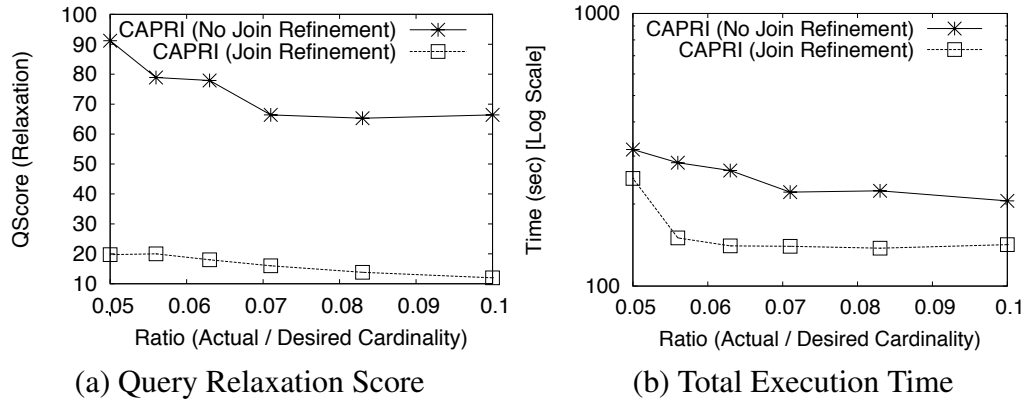 100
90
80
70
60
50
40
30
20
10
QScore (Relaxation)
CAPRI (No Join Refinement)
CAPRI (Join Refinement)
0.05 0.06 0.07 0.08 0.09 0.1
Ratio (Actual / Desired Cardinality)
(a) Query Relaxation Score
1000
100
Time (sec) [Log Scale]
CAPRI (No Join Refinement)
CAPRI (Join Refinement)
0.05 0.06 0.07 0.08 0.09 0.1
Ratio (Actual / Desired Cardinality)
(b) Total Execution Time